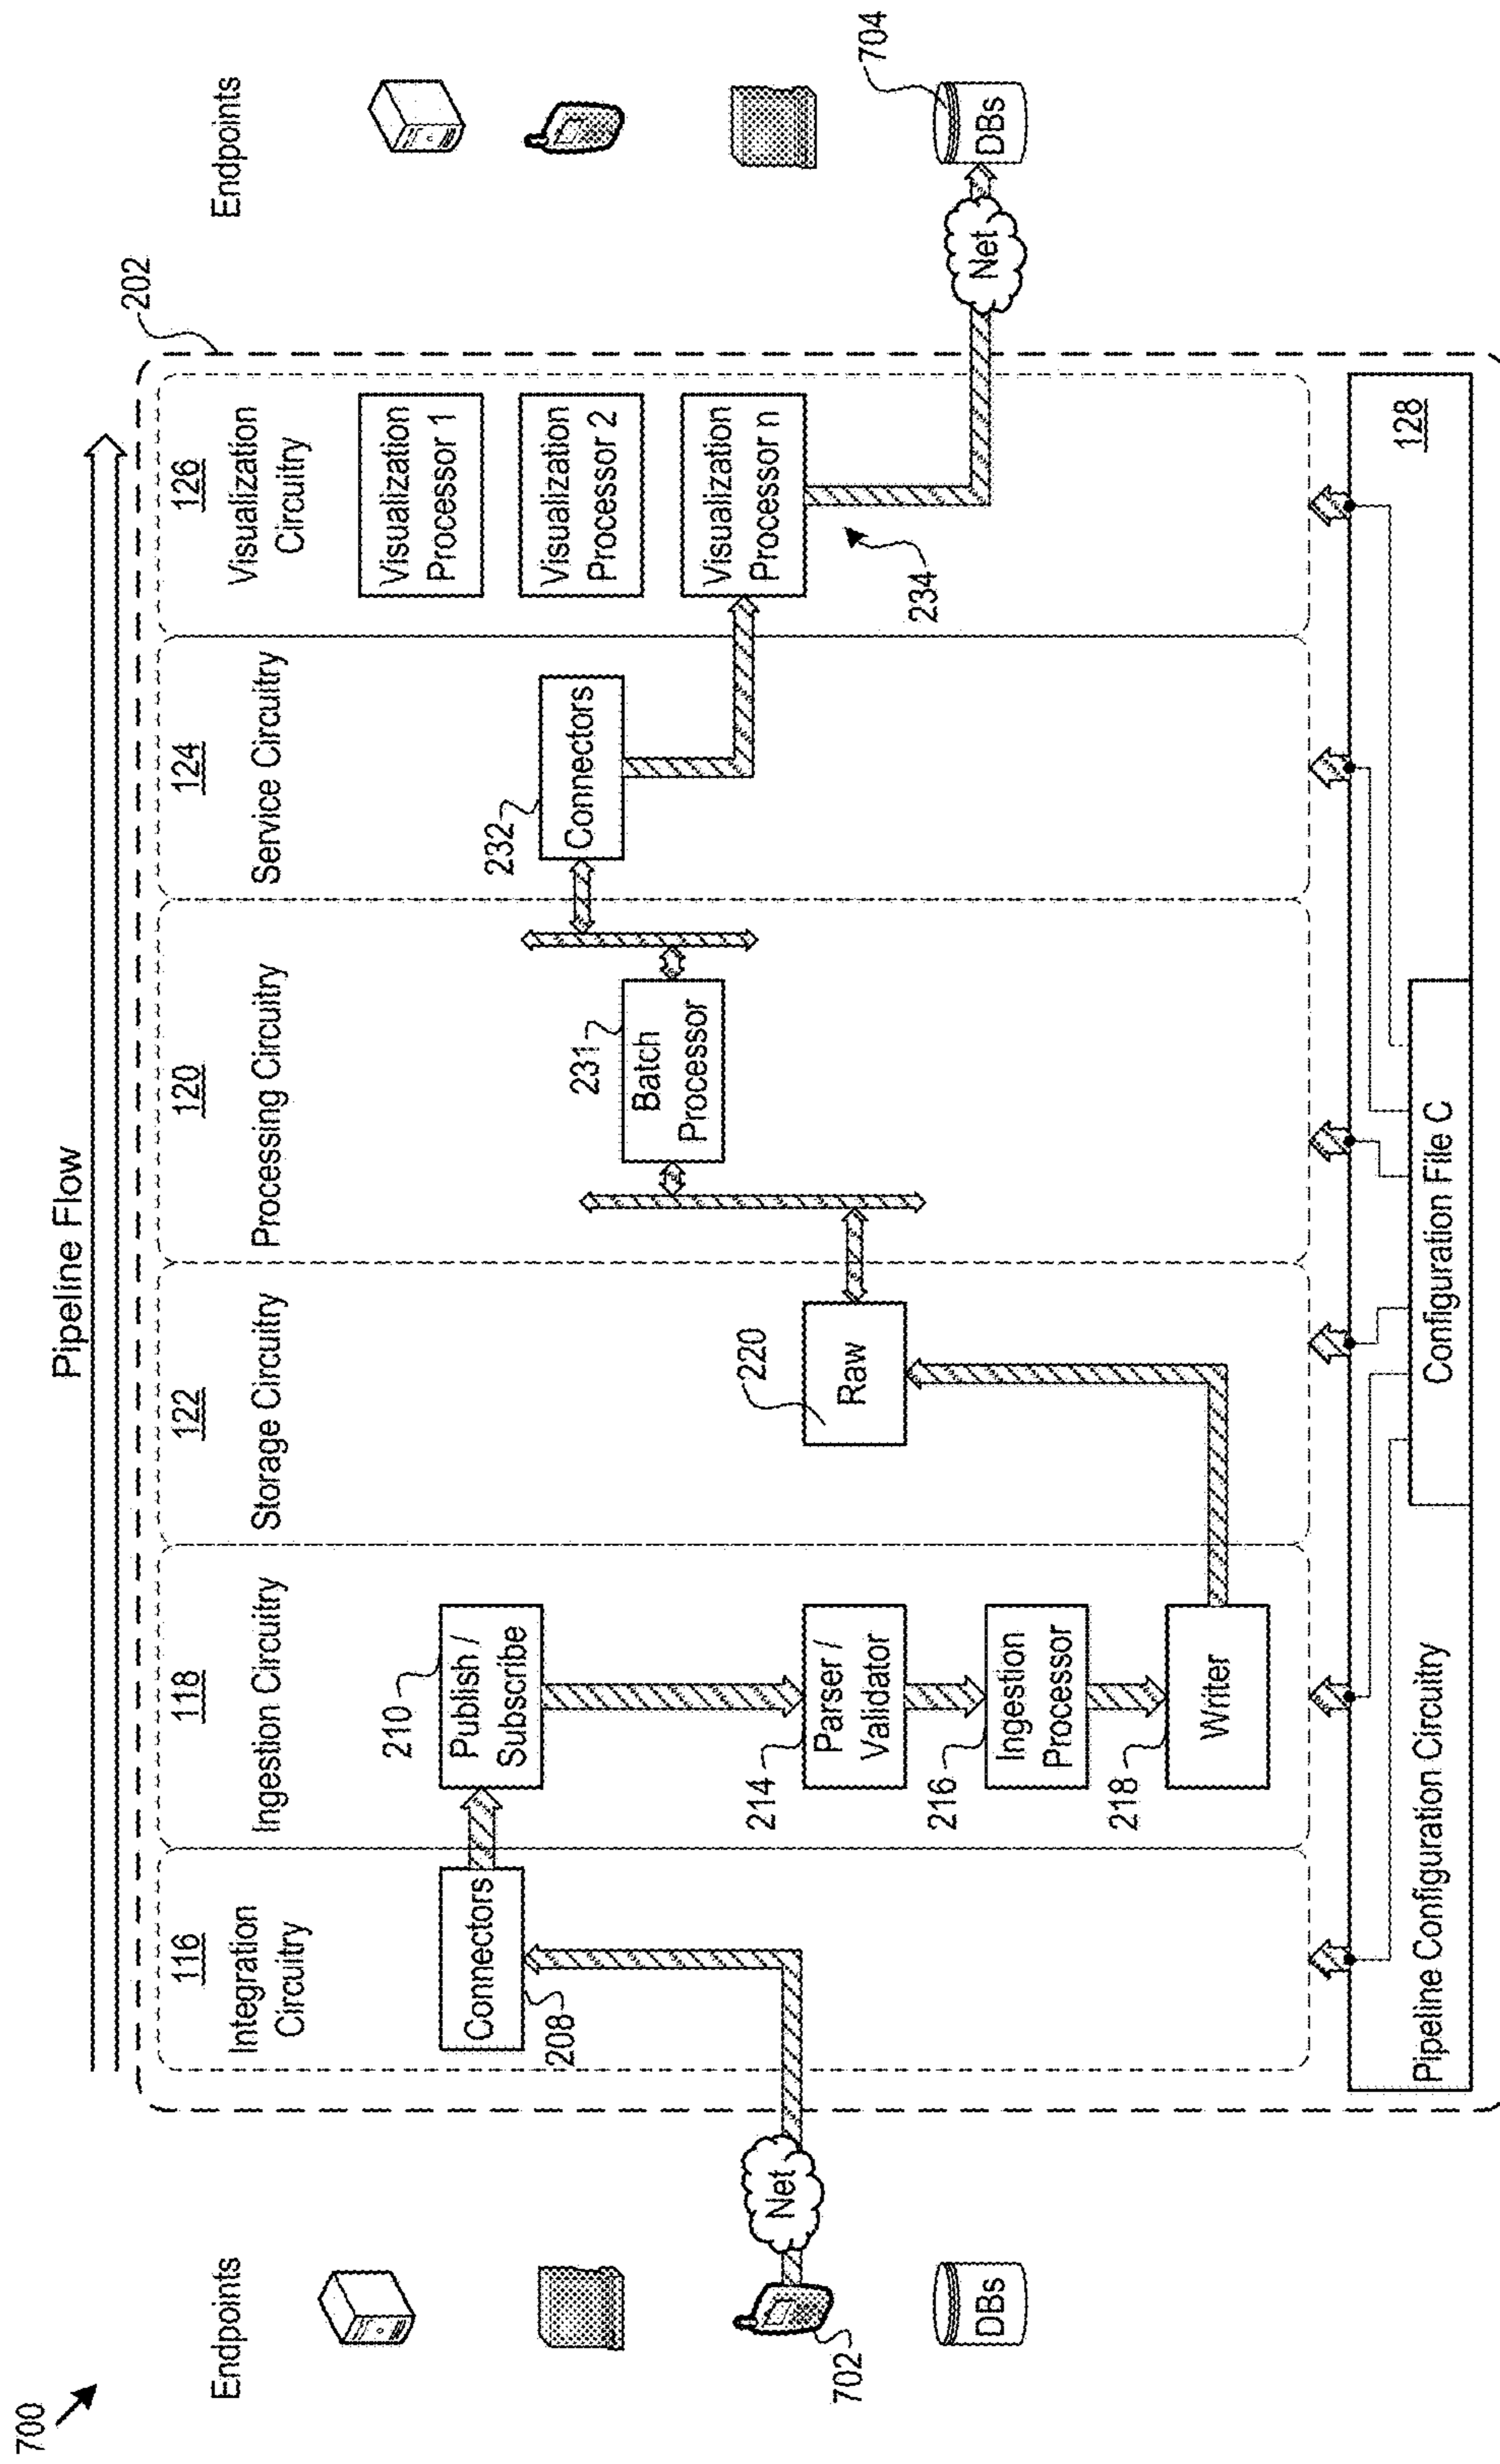 700
Pipeline Flow
202
Endpoints
DBs
702
Net
116
Integration
Circuitry
Connectors
208
118
Ingestion Circuitry
210
Publish /
Subscribe
214
Parser /
Validator
216
Ingestion
Processor
218
Writer
122
Storage Circuitry
220
Raw
120
Processing Circuitry
231
Batch
Processor
124
Service Circuitry
232
Connectors
126
Visualization
Circuitry
Visualization
Processor 1
Visualization
Processor 2
Visualization
Processor n
234
Net
Endpoints
704
DBs
Pipeline Configuration Circuitry
Configuration File C
128